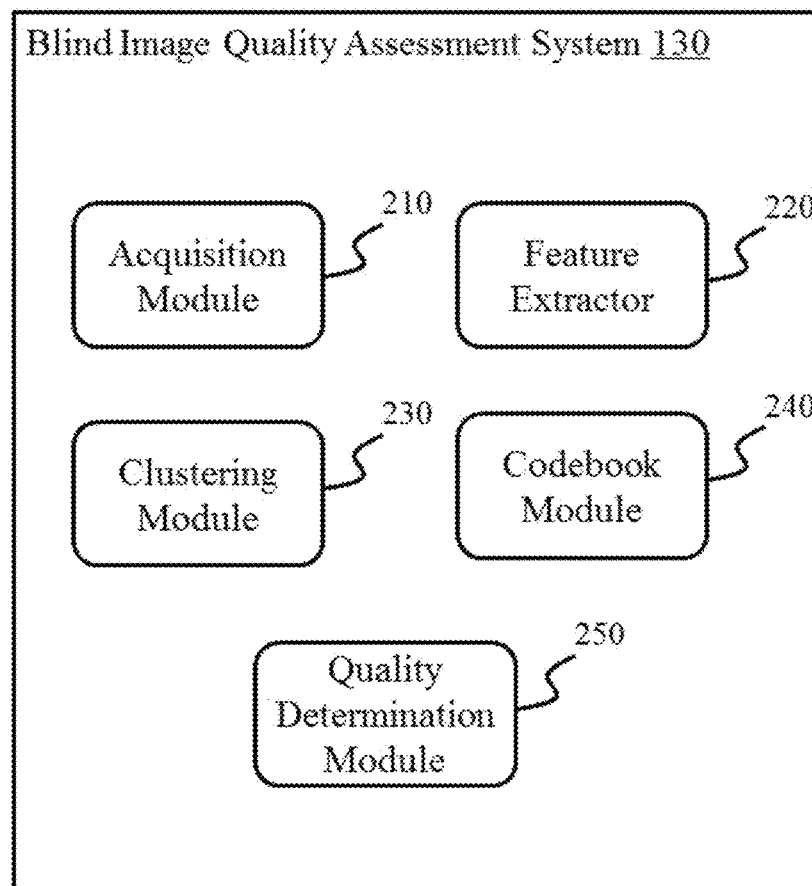 Blind Image Quality Assessment System 130
210
Acquisition
Module
220
Feature
Extractor
230
Clustering
Module
240
Codebook
Module
250
Quality
Determination
Module